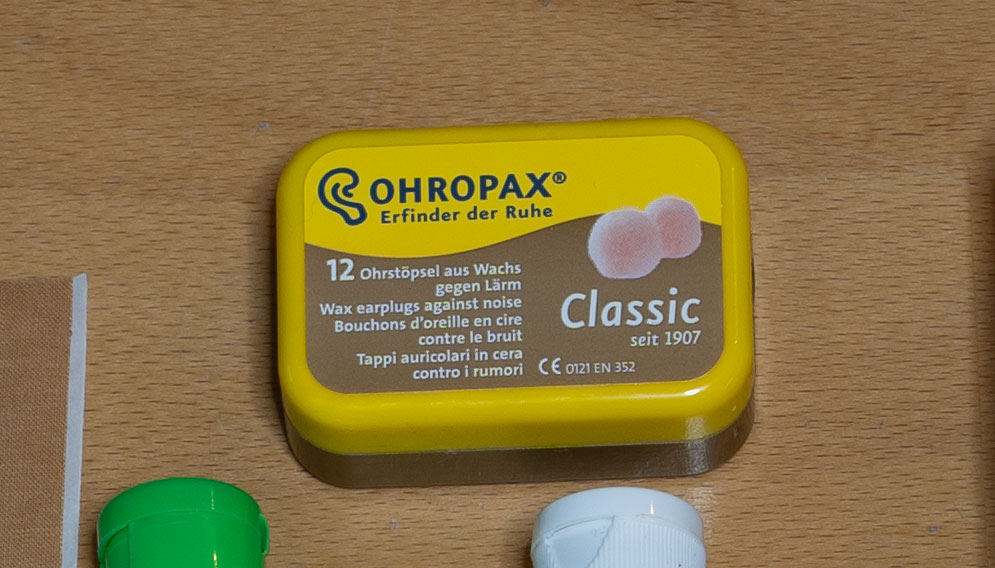 OHROPAX®
Erfinder der Ruhe
12 Ohrstöpsel aus Wachs
gegen Lärm
Wax earplugs against noise
Bouchons d'oreille en cire
contre le bruit
Tappi auricolari in cera
contro i rumori
Classic
seit 1907
CE 0121 EN 352